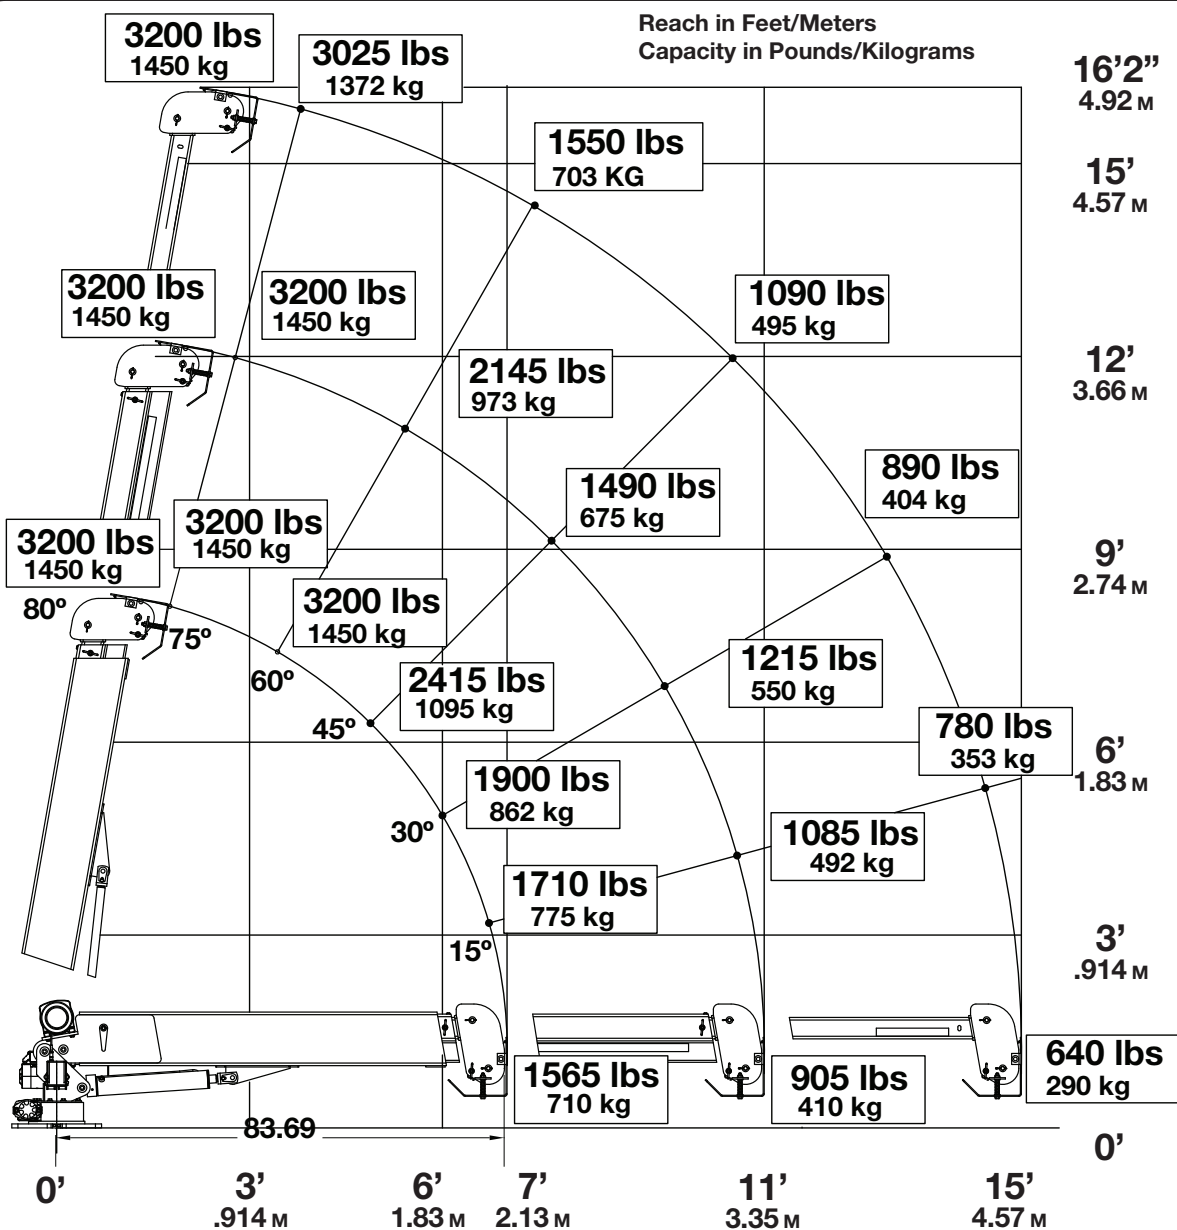 Reach in Feet/Meters
Capacity in Pounds/Kilograms
3200 lbs
1450 kg
3025 lbs
1372 kg
16’2”
4.92 M
1550 lbs
703 KG
15’
4.57 M
3200 lbs
1450 kg
3200 lbs
1450 kg
1090 lbs
495 kg
12’
3.66 M
2145 lbs
973 kg
890 lbs
404 kg
1490 lbs
675 kg
3200 lbs
1450 kg
3200 lbs
1450 kg
9’
2.74 M
80º
75º
3200 lbs
1450 kg
60º
1215 lbs
550 kg
2415 lbs
1095 kg
45º
780 lbs
353 kg
6’
1.83 M
1900 lbs
862 kg
30º
1085 lbs
492 kg
1710 lbs
775 kg
15º
3’
.914 M
1565 lbs
710 kg
905 lbs
410 kg
640 lbs
290 kg
83.69
0’
0’
3’
.914 M
6’
1.83 M
7’
2.13 M
11’
3.35 M
15’
4.57 M